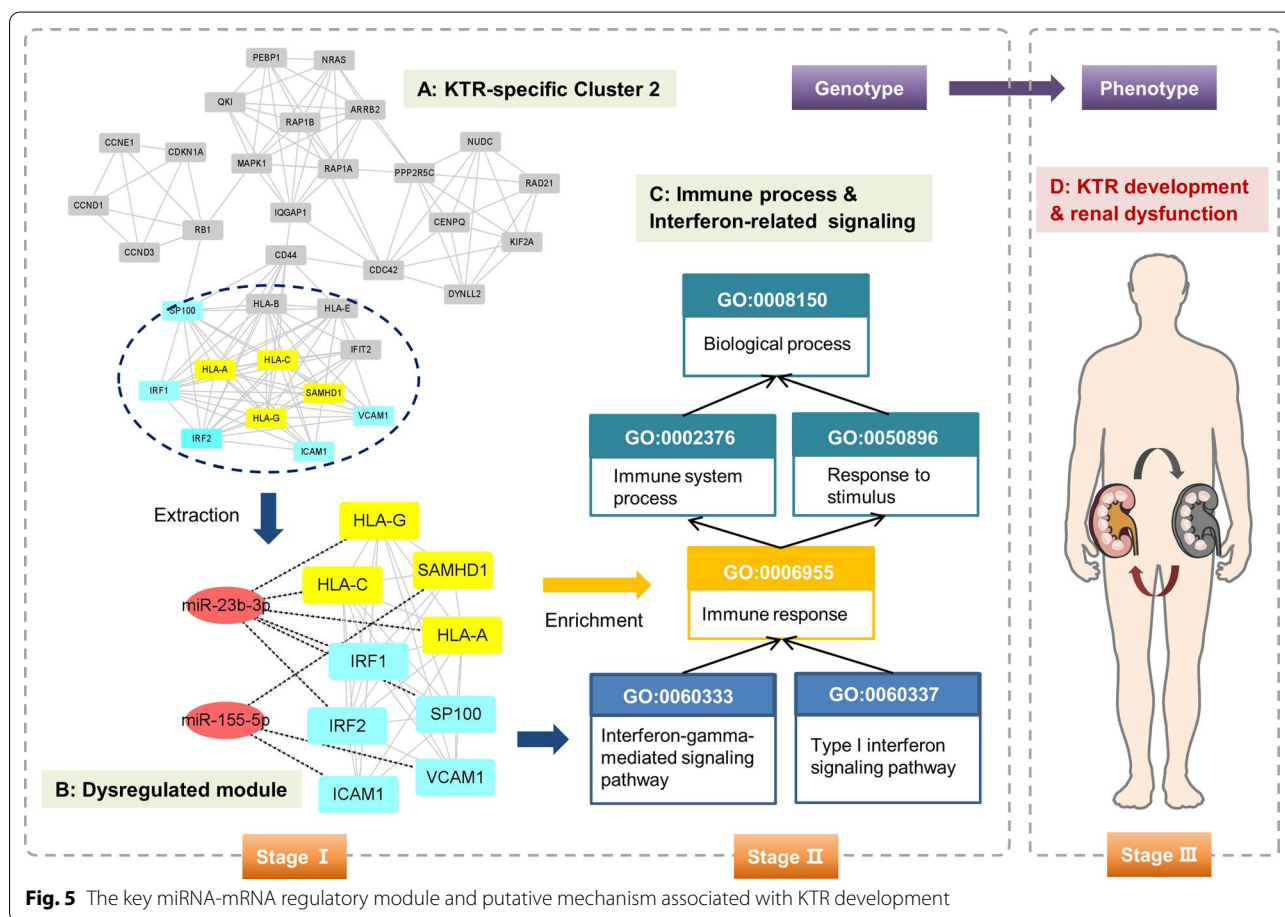 PEBP1
NRAS
A: KTR-specific Cluster 2
QKI
ARRB2
RAP1B
CCNE1
CDKN1A
MAPK1
RAP1A
PPP2R5C
NUDC
RAD21
CCND1
IQGAP1
CENPQ
RB1
KIF2A
CCND3
CD44
CDC42
DYNLL2
SP100
HLA-B
HLA-E
IFIT2
HLA-A
HLA-C
IRF1
SAMHD1
VCAM1
HLA-G
IRF2
ICAM1
Extraction
HLA-G
SAMHD1
HLA-C
miR-23b-3p
HLA-A
IRF1
SP100
miR-155-5p
IRF2
VCAM1
ICAM1
B: Dysregulated module
Stage Ⅰ
Genotype
Phenotype
C: Immune process &
Interferon-related signaling
GO:0008150
Biological process
GO:0002376
Immune system
process
GO:0050896
Response to
stimulus
Enrichment
GO:0006955
Immune response
GO:0060333
Interferon-gamma-
mediated signaling
pathway
GO:0060337
Type I interferon
signaling pathway
Stage Ⅱ
D: KTR development
& renal dysfunction
Stage Ⅲ
Fig. 5 The key miRNA-mRNA regulatory module and putative mechanism associated with KTR development